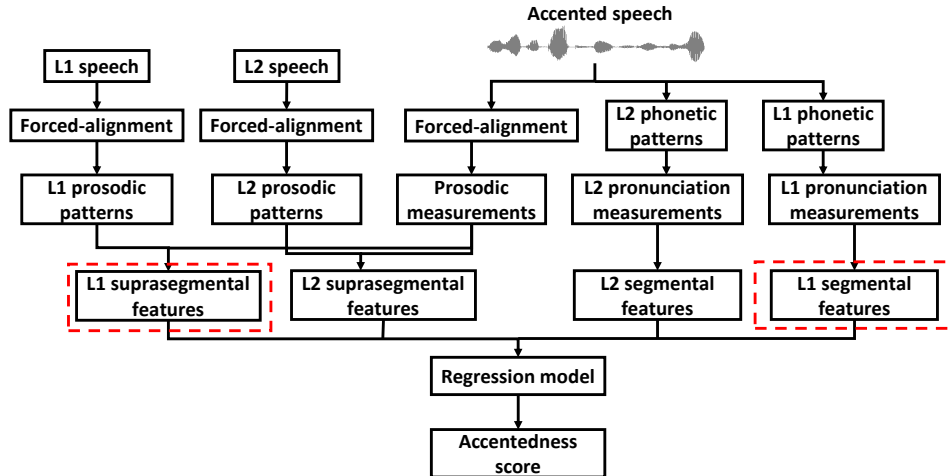 Accented speech
L1 speech
L2 speech
Forced-alignment
Forced-alignment
Forced-alignment
L2 phonetic
patterns
L1 phonetic
patterns
L1 prosodic
patterns
L2 prosodic
patterns
Prosodic
measurements
L2 pronunciation
measurements
L1 pronunciation
measurements
L1 suprasegmental
features
L2 suprasegmental
features
L2 segmental
features
L1 segmental
features
Regression model
Accentedness
score